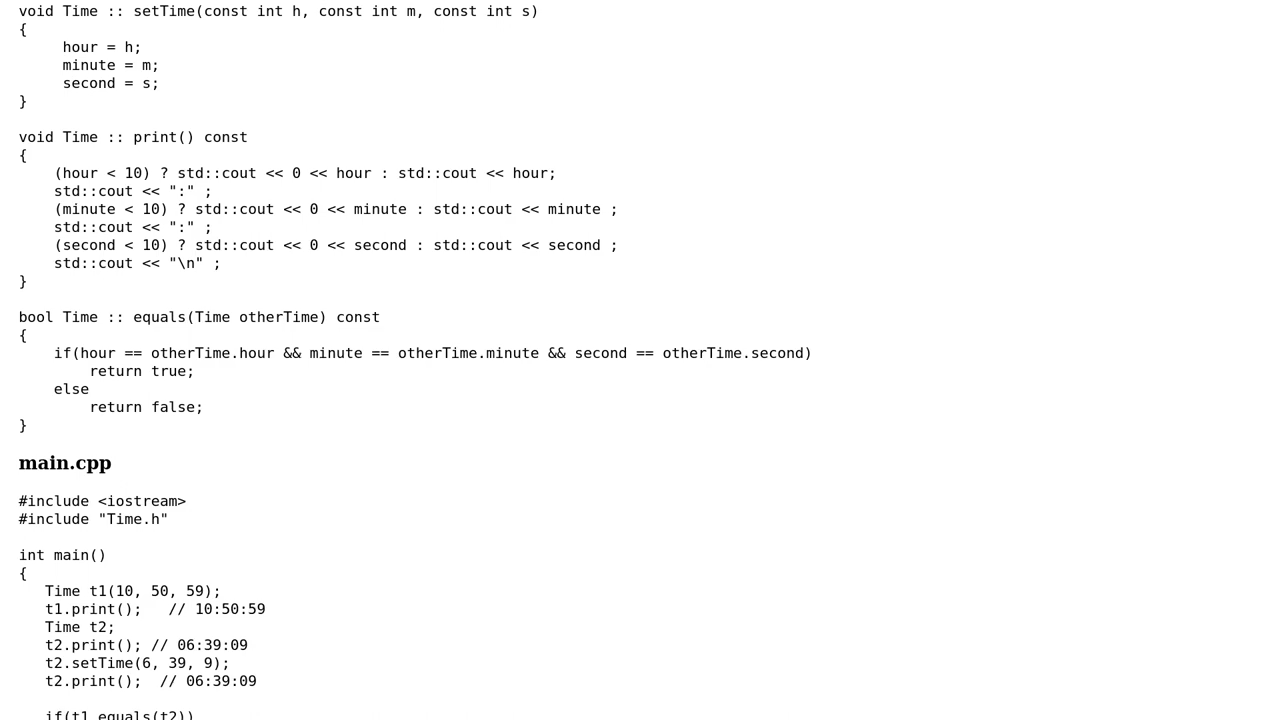 void Time :: setTime(const int h, const int m, const int s)
{
     hour = h;
     minute = m;
     second = s;
}

void Time :: print() const
{
    (hour < 10) ? std::cout << 0 << hour : std::cout << hour;
    std::cout << ":" ;
    (minute < 10) ? std::cout << 0 << minute : std::cout << minute ;
    std::cout << ":" ;
    (second < 10) ? std::cout << 0 << second : std::cout << second ;
    std::cout << "\n" ;
}

bool Time :: equals(Time otherTime) const
{
    if(hour == otherTime.hour && minute == otherTime.minute && second == otherTime.second)
        return true;
    else
        return false;
}

main.cpp

#include <iostream>
#include "Time.h"

int main()
{
   Time t1(10, 50, 59);
   t1.print();   // 10:50:59
   Time t2;
   t2.print(); // 06:39:09
   t2.setTime(6, 39, 9);
   t2.print();  // 06:39:09

   if(t1.equals(t2))